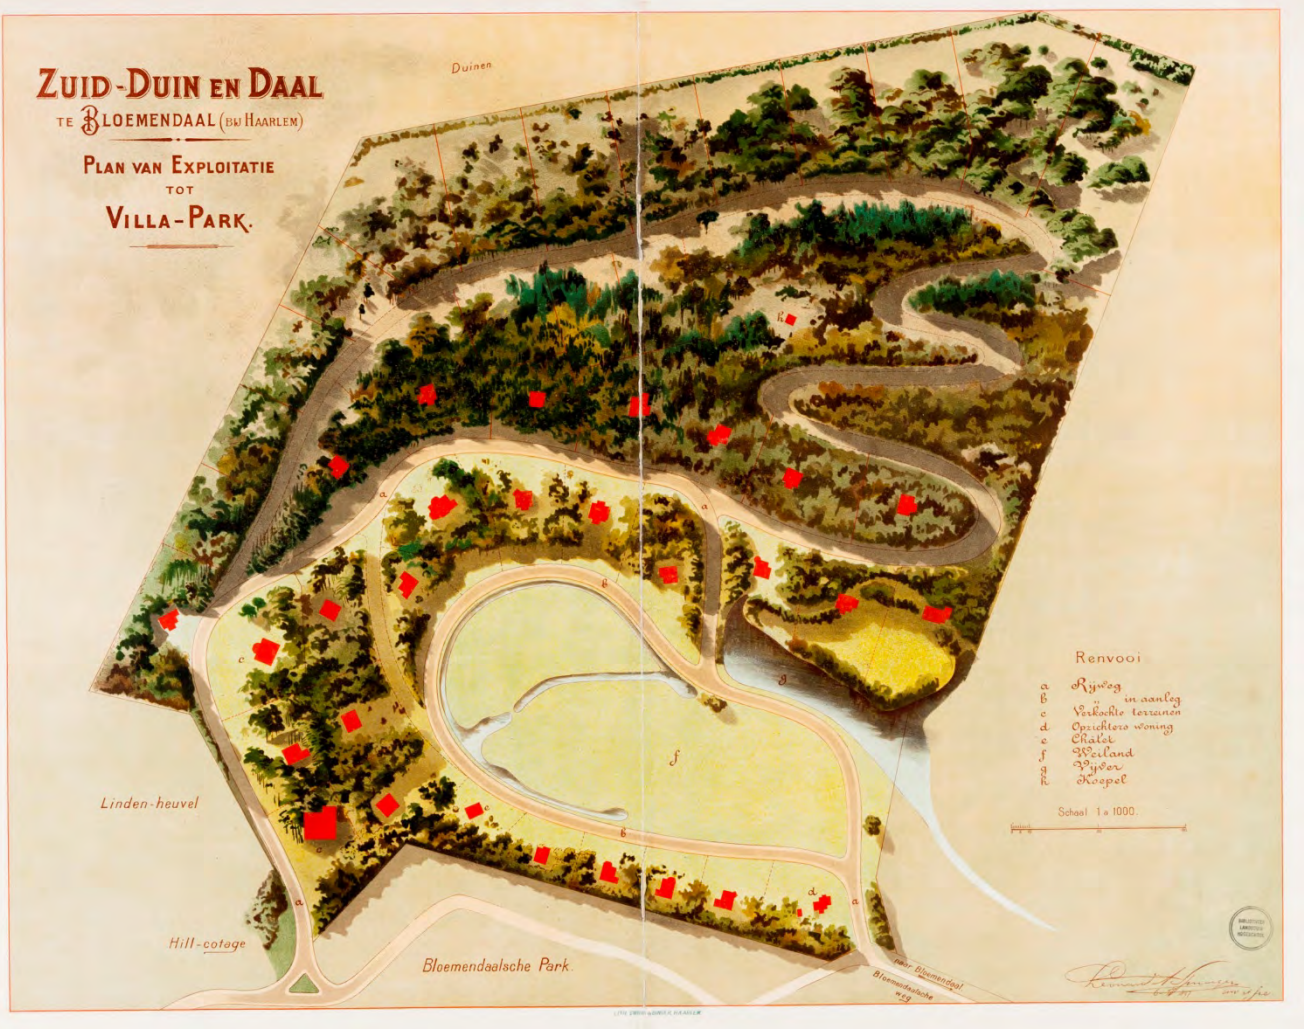 Duinen
ZUID-DUIN EN DAAL
TE BLOEMENDAAL (BIJ HAARLEM)
PLAN VAN EXPLOITATIE
TOT
VILLA-PARK.
h
a
a
b
c
g
f
e
b
c
d
a
a
Renvooi
a Rijweg
b „ in aanleg
c Verkochte terreinen
d Oprichters woning
e Châlet
f Weiland
g Vijver
h Koepel
Schaal 1 a 1000.
Linden-heuvel
Hill-cotage
Bloemendaalsche Park.
naar Bloemendaal
Bloemendaalsche
weg